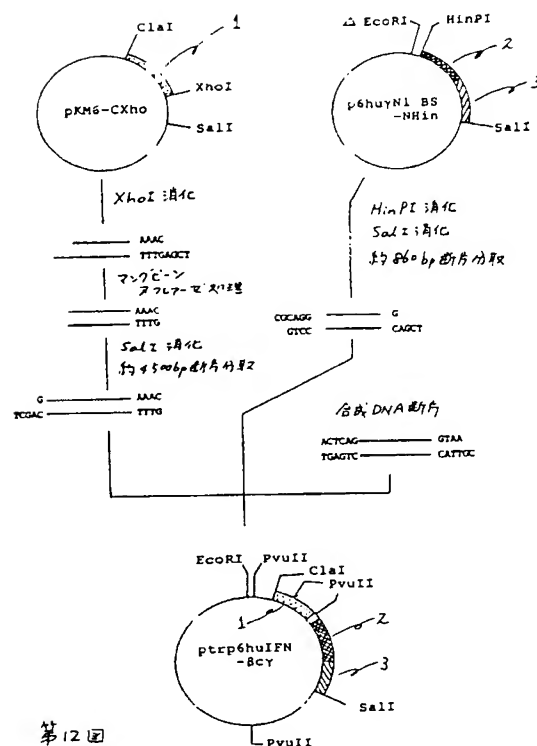 ClaI
1
XhoI
pKM6-CXho
SalI
△ EcoRI
HinPI
2
3
p6huγN1 BS
-NHin
SalI
XhoI 消化
AAAC
TTTGAGCT
マングビーン
ヌクレアーゼ処理
AAAC
TTTG
SalI 消化
約4500bp断片分取
G
AAAC
TCGAC
TTTG
HinPI 消化
SalI 消化
約860bp断片分取
CGCAGG
G
GTCC
CAGCT
合成DNA断片
ACTCAG
GTAA
TGAGTC
CATTGC
EcoRI
PvuII
ClaI
PvuII
PvuII
1
2
3
ptrp6huIFN
-βcγ
SalI
PvuII
第12図